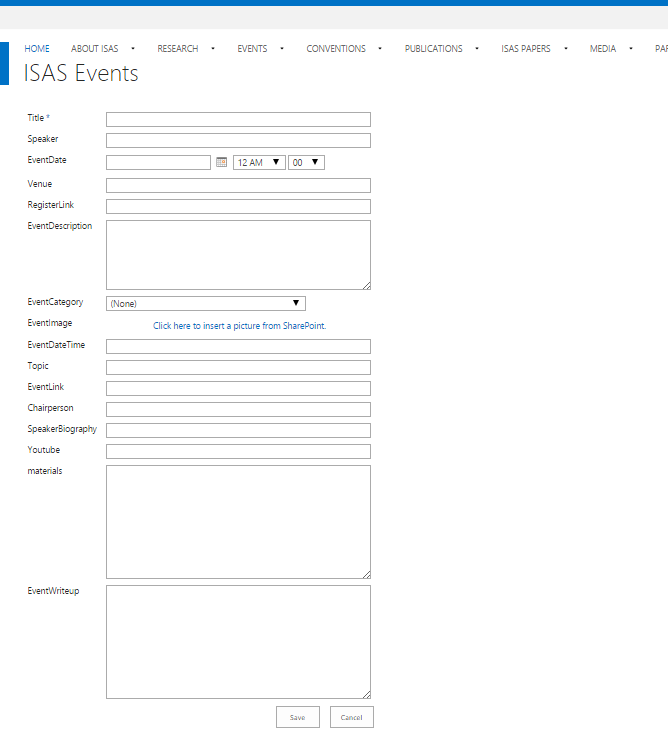 HOME ABOUT ISAS RESEARCH EVENTS CONVENTIONS PUBLICATIONS ISAS PAPERS MEDIA PAR
ISAS Events
Title *
Speaker
EventDate 12 AM 00
Venue
RegisterLink
EventDescription
EventCategory (None)
EventImage Click here to insert a picture from SharePoint.
EventDateTime
Topic
EventLink
Chairperson
SpeakerBiography
Youtube
materials
EventWriteup
Save Cancel